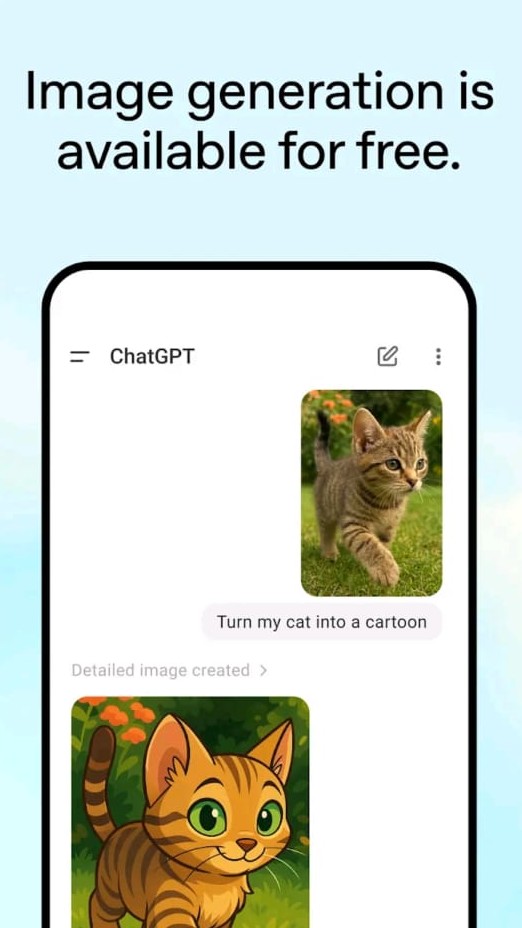 Image generation is
available for free.
ChatGPT
Turn my cat into a cartoon
Detailed image created